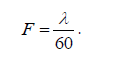 F = λ/60 .